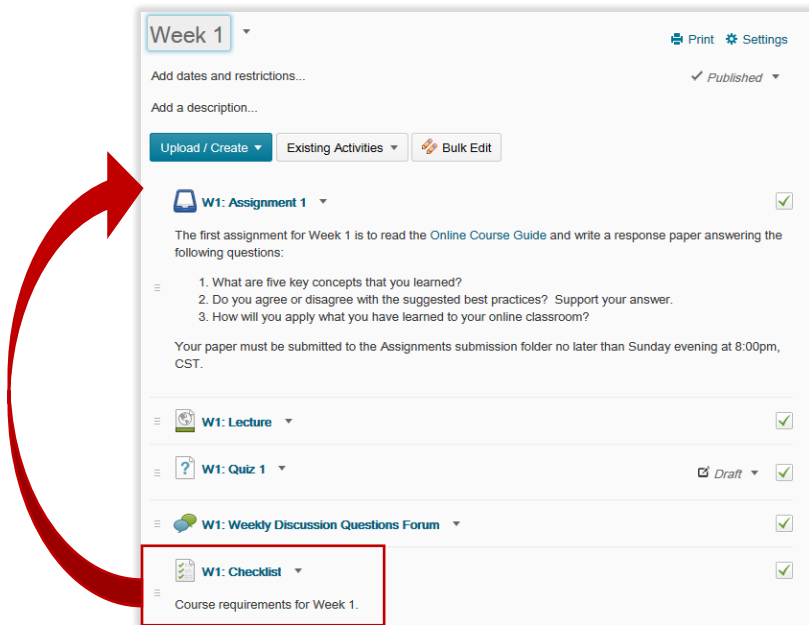 Week 1
Print Settings
Add dates and restrictions...
Published
Add a description...
Upload / Create Existing Activities Bulk Edit
W1: Assignment 1
The first assignment for Week 1 is to read the Online Course Guide and write a response paper answering the
following questions:
1. What are five key concepts that you learned?
2. Do you agree or disagree with the suggested best practices?  Support your answer.
3. How will you apply what you have learned to your online classroom?
Your paper must be submitted to the Assignments submission folder no later than Sunday evening at 8:00pm,
CST.
W1: Lecture
W1: Quiz 1
Draft
W1: Weekly Discussion Questions Forum
W1: Checklist
Course requirements for Week 1.